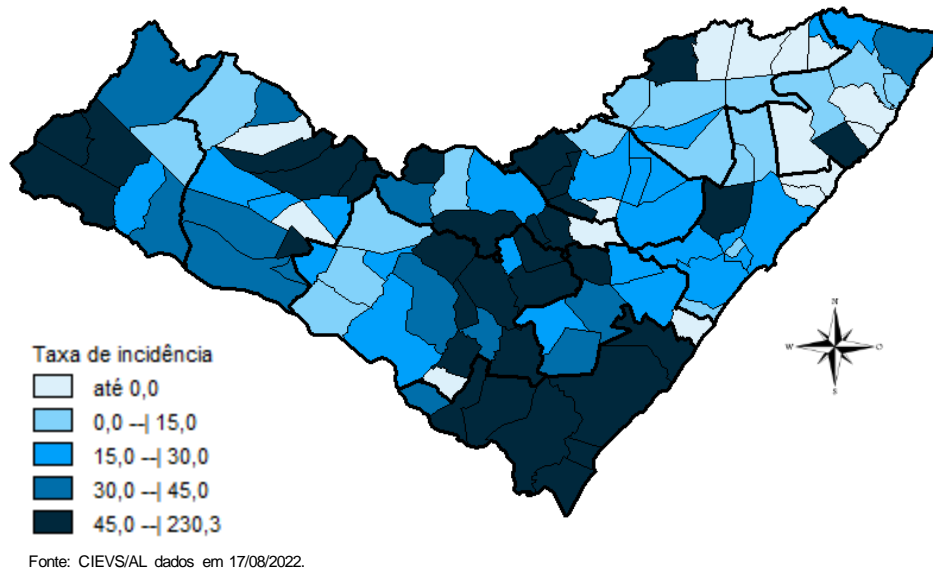 N
W
O
S
Taxa de incidência
até 0,0
0,0 --| 15,0
15,0 --| 30,0
30,0 --| 45,0
45,0 --| 230,3
Fonte: CIEVS/AL dados em 17/08/2022.